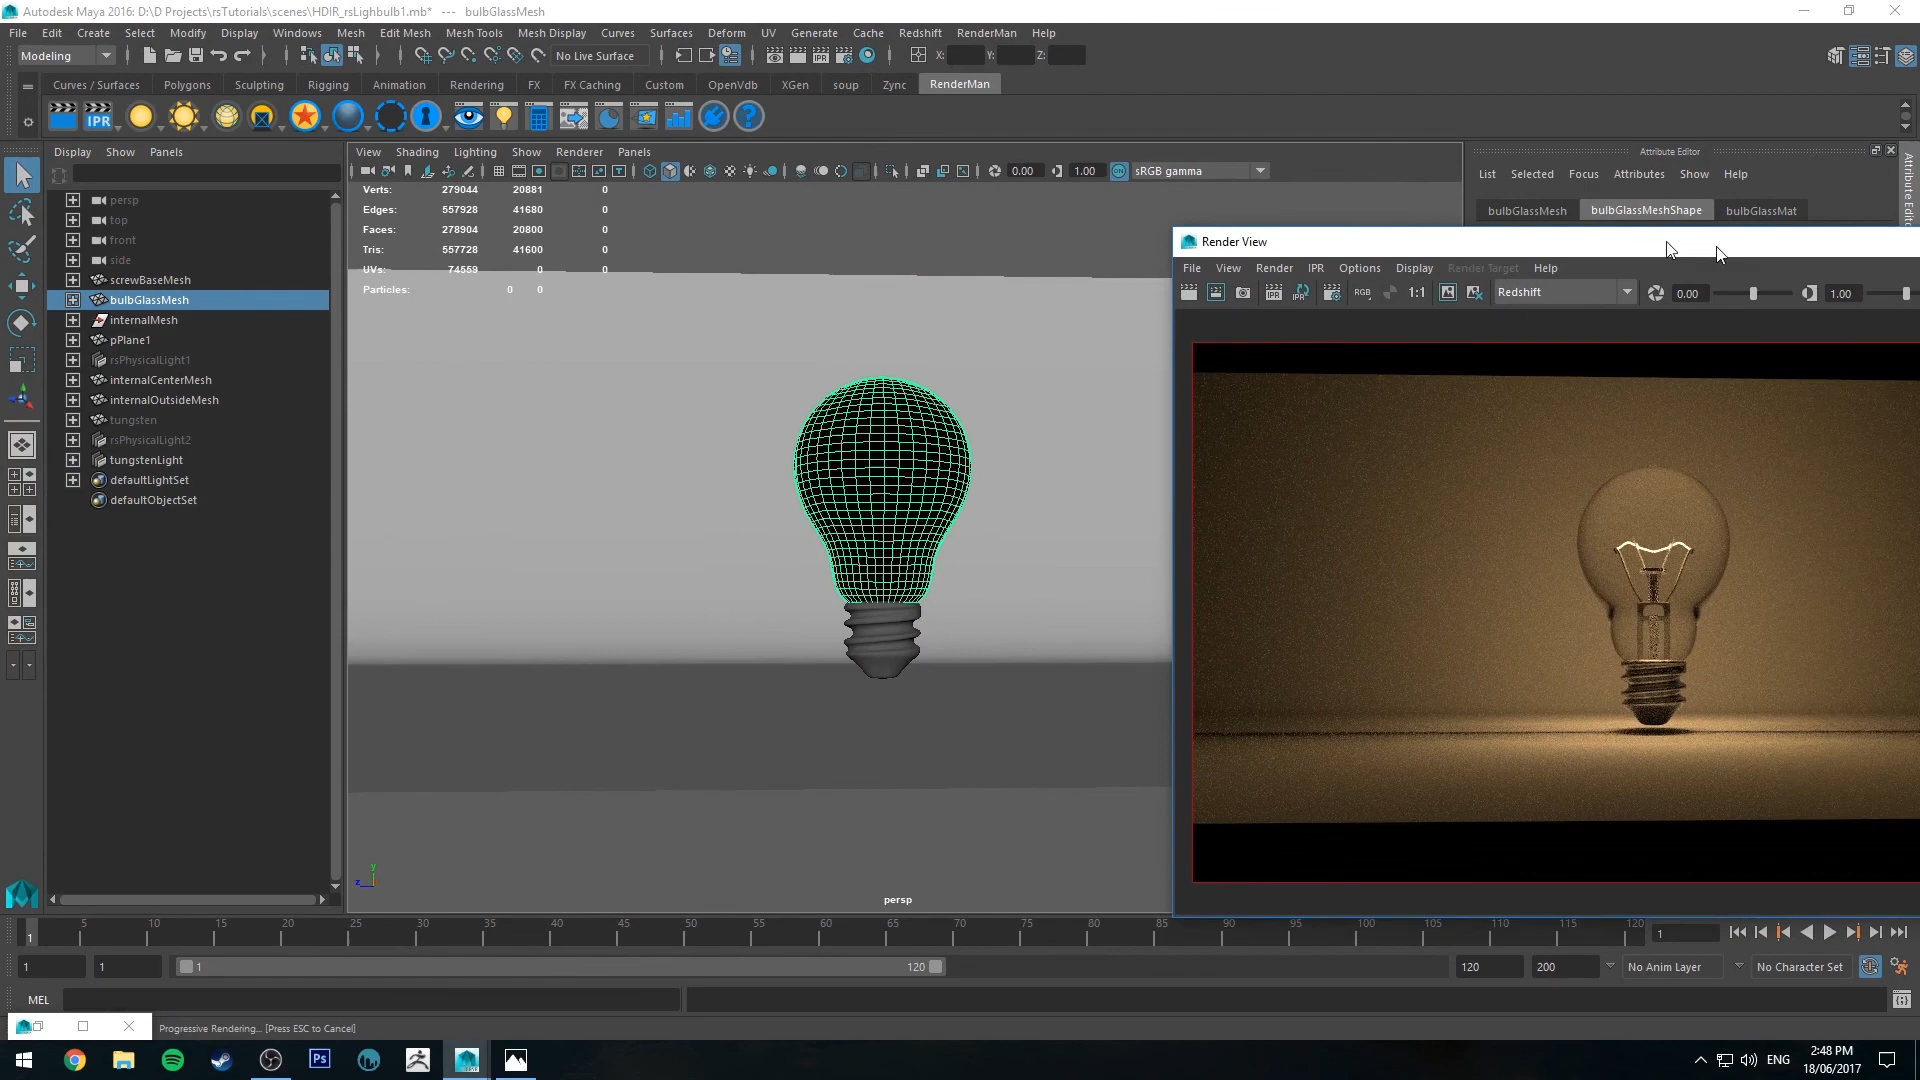 Autodesk Maya 2016: D:\D Projects\rsTutorials\scenes\HDIR_rsLighbulb1.mb* --- bulbGlassMesh
File Edit Create Select Modify Display Windows Mesh Edit Mesh Mesh Tools Mesh Display Curves Surfaces Deform UV Generate Cache Redshift RenderMan Help
Modeling No Live Surface IPR X: Y: Z:
Curves / Surfaces Polygons Sculpting Rigging Animation Rendering FX FX Caching Custom OpenVdb XGen soup Zync RenderMan
IPR
Display Show Panels
View Shading Lighting Show Renderer Panels
0.00 1.00 sRGB gamma
Attribute Editor
List Selected Focus Attributes Show Help
bulbGlassMesh bulbGlassMeshShape bulbGlassMat
Attribute Edit
persp
top
front
side
screwBaseMesh
bulbGlassMesh
internalMesh
pPlane1
rsPhysicalLight1
internalCenterMesh
internalOutsideMesh
tungsten
rsPhysicalLight2
tungstenLight
defaultLightSet
defaultObjectSet
Verts: 279044 20881 0
Edges: 557928 41680 0
Faces: 278904 20800 0
Tris: 557728 41600 0
UVs: 74559 0 0
Particles: 0 0
y
z
persp
Render View
File View Render IPR Options Display Render Target Help
IPR RGB 1:1 Redshift 0.00 1.00
1 5 10 15 20 25 30 35 40 45 50 55 60 65 70 75 80 85 90 95 100 105 110 115 120 1
1 1 1 120 120 200 No Anim Layer No Character Set
MEL
Progressive Rendering... [Press ESC to Cancel]
Ps
ENG
2:48 PM
18/06/2017